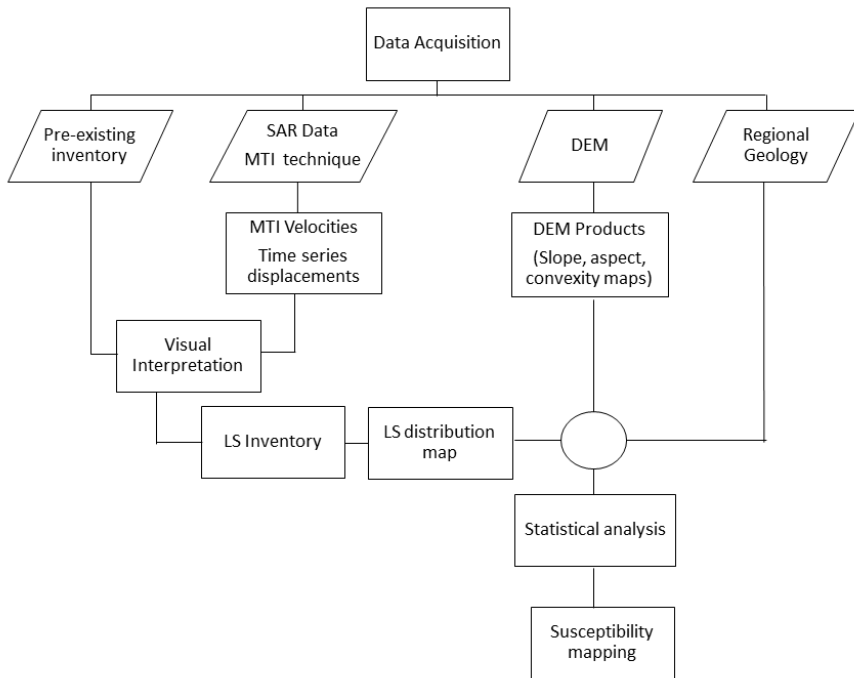 Data Acquisition
Pre-existing
inventory
SAR Data
MTI technique
DEM
Regional
Geology
MTI Velocities
Time series
displacements
DEM Products
(Slope, aspect,
convexity maps)
Visual
Interpretation
LS Inventory
LS distribution
map
Statistical analysis
Susceptibility
mapping